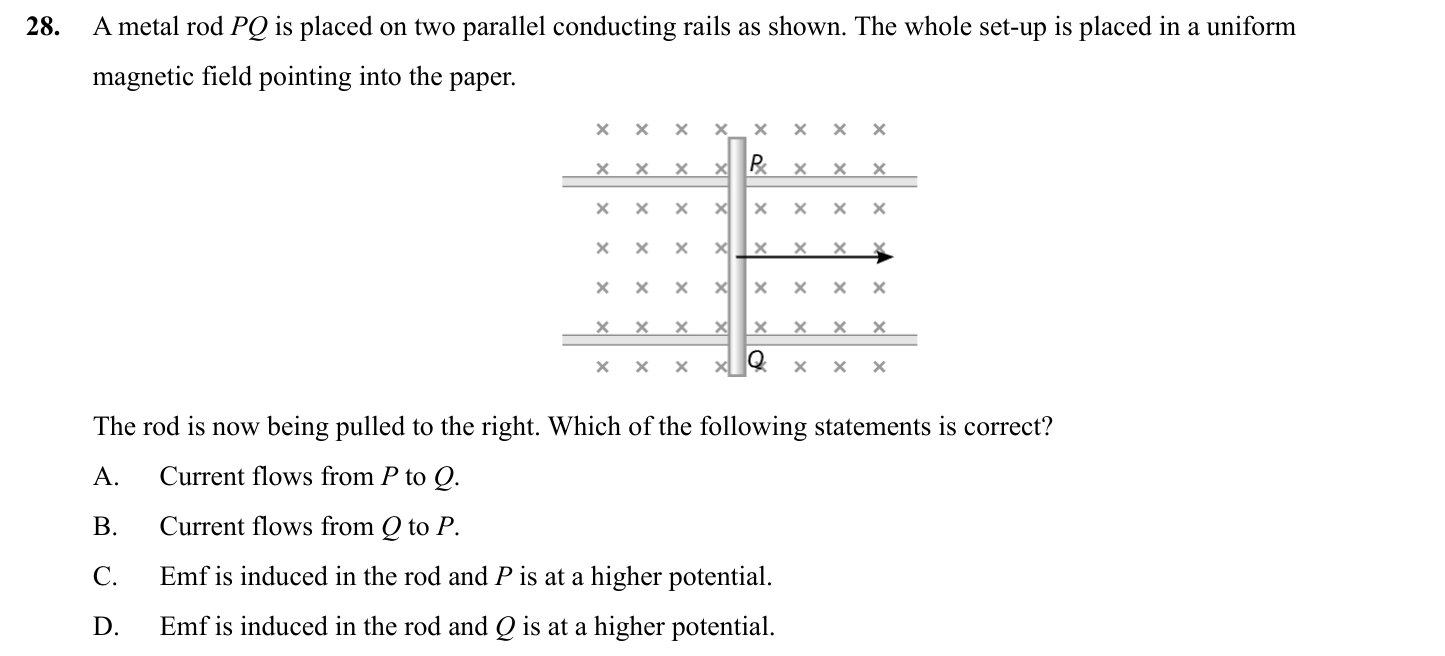 28. A metal rod PQ is placed on two parallel conducting rails as shown. The whole set-up is placed in a uniform
magnetic field pointing into the paper.
P
Q
The rod is now being pulled to the right. Which of the following statements is correct?
A. Current flows from P to Q.
B. Current flows from Q to P.
C. Emf is induced in the rod and P is at a higher potential.
D. Emf is induced in the rod and Q is at a higher potential.